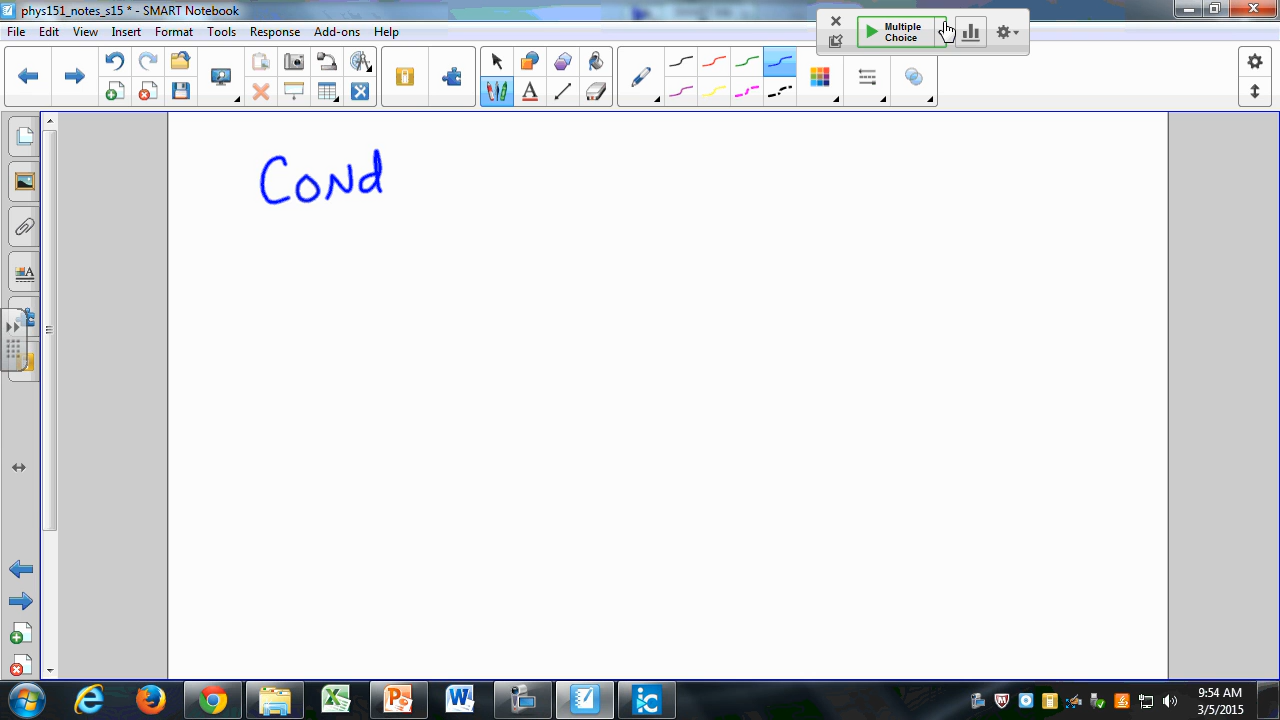 phys151_notes_s15 * - SMART Notebook
File Edit View Insert Format Tools Response Add-ons Help
Multiple
Choice
Cond
9:54 AM
3/5/2015